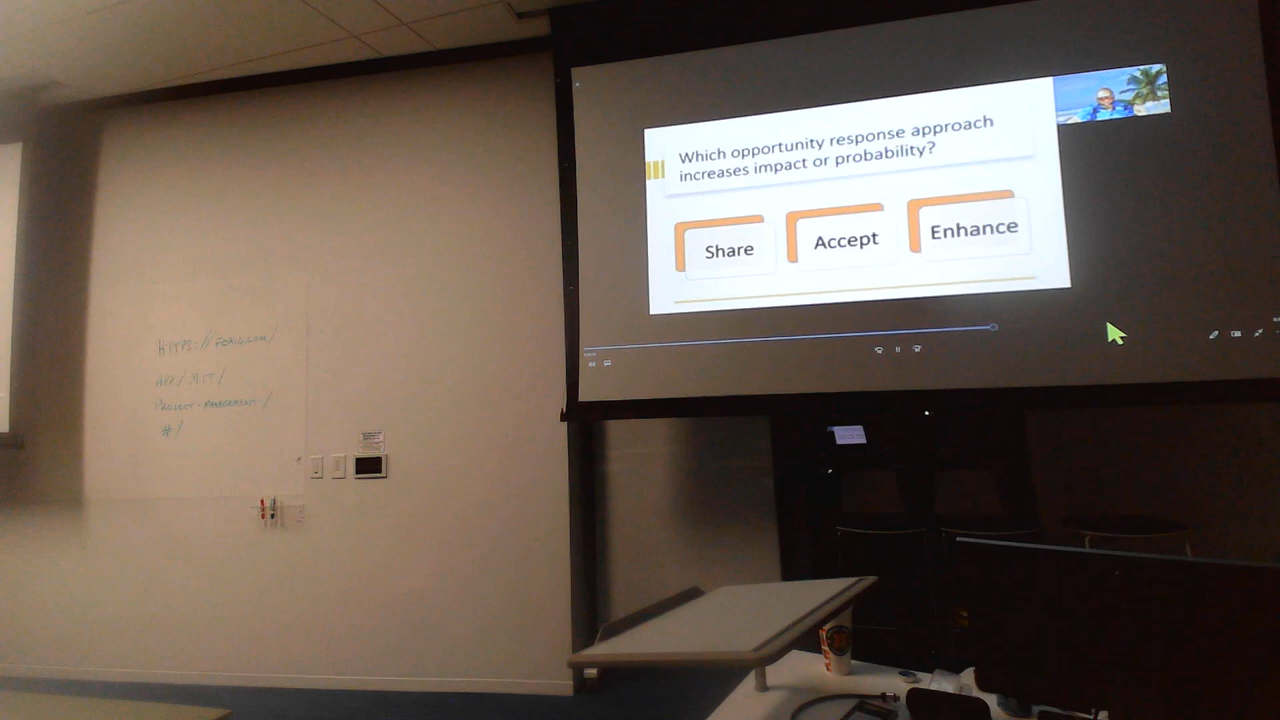 Which opportunity response approach
increases impact or probability?
Share
Accept
Enhance
HTTPS://FORIO.COM/
APP/MIT/
PROJECT-MANAGEMENT/
#/